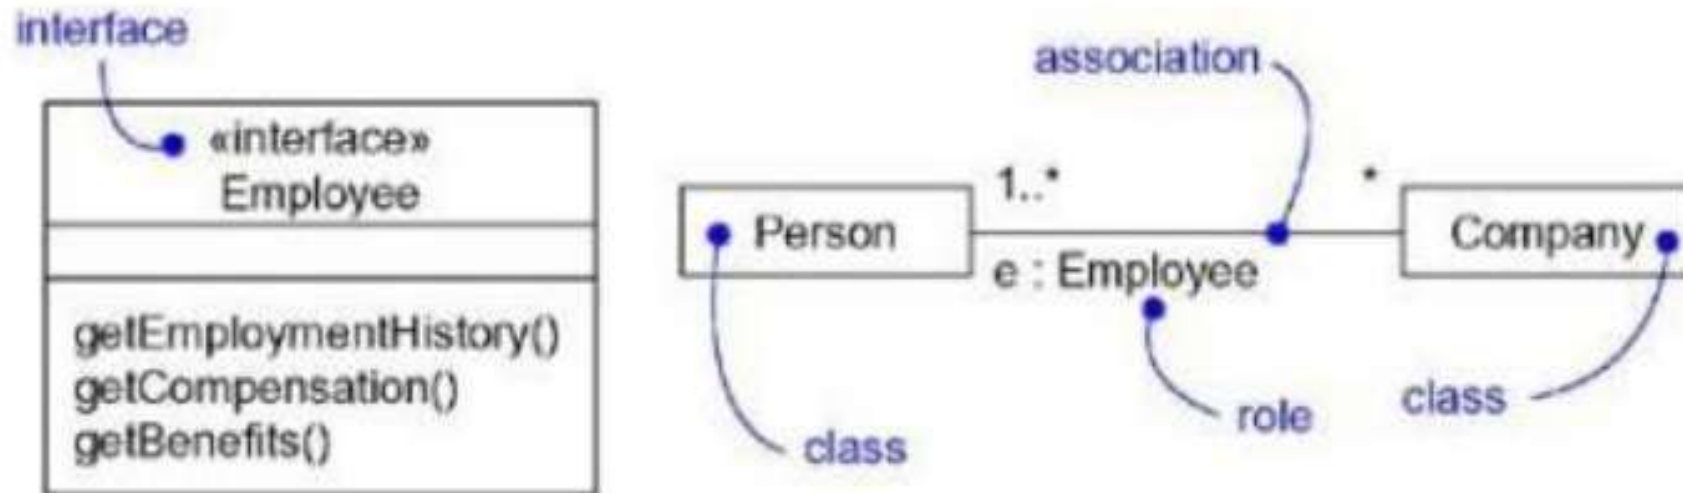 interface
«interface»
Employee
getEmploymentHistory()
getCompensation()
getBenefits()
association
1..*
*
Person
Company
e : Employee
role
class
class